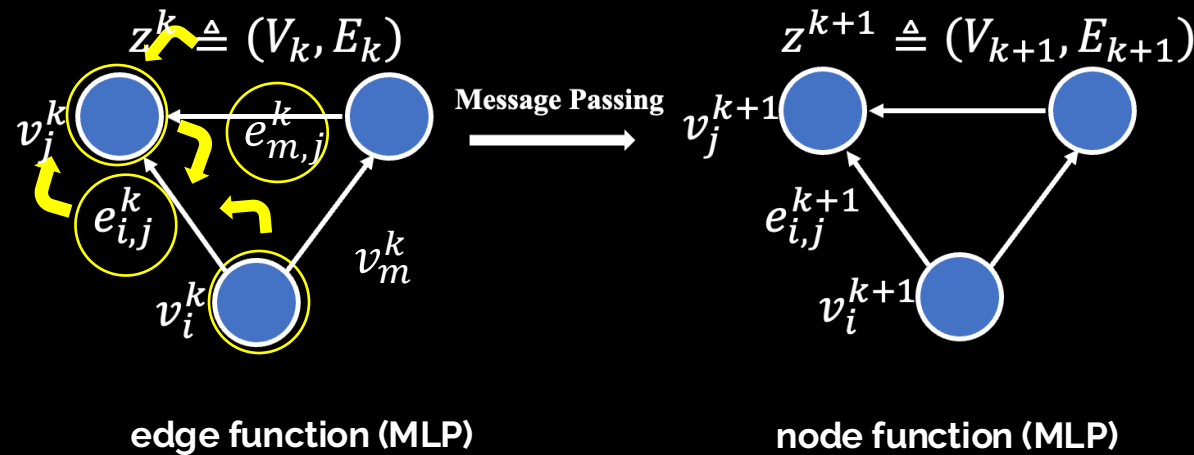 z^k ≜ (V_k, E_k)
z^{k+1} ≜ (V_{k+1}, E_{k+1})
v_j^k
e_{m,j}^k
Message Passing
v_j^{k+1}
e_{i,j}^k
e_{i,j}^{k+1}
v_m^k
v_i^k
v_i^{k+1}
edge function (MLP)
node function (MLP)